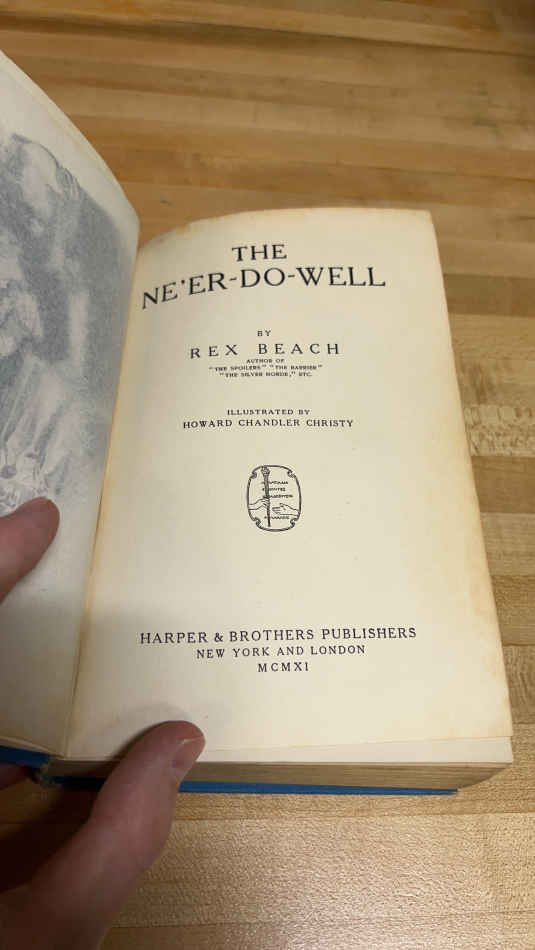 THE
NE'ER-DO-WELL
BY
REX BEACH
AUTHOR OF
"THE SPOILERS" "THE BARRIER"
"THE SILVER HORDE," ETC.
ILLUSTRATED BY
HOWARD CHANDLER CHRISTY
HARPER & BROTHERS PUBLISHERS
NEW YORK AND LONDON
MCMXI